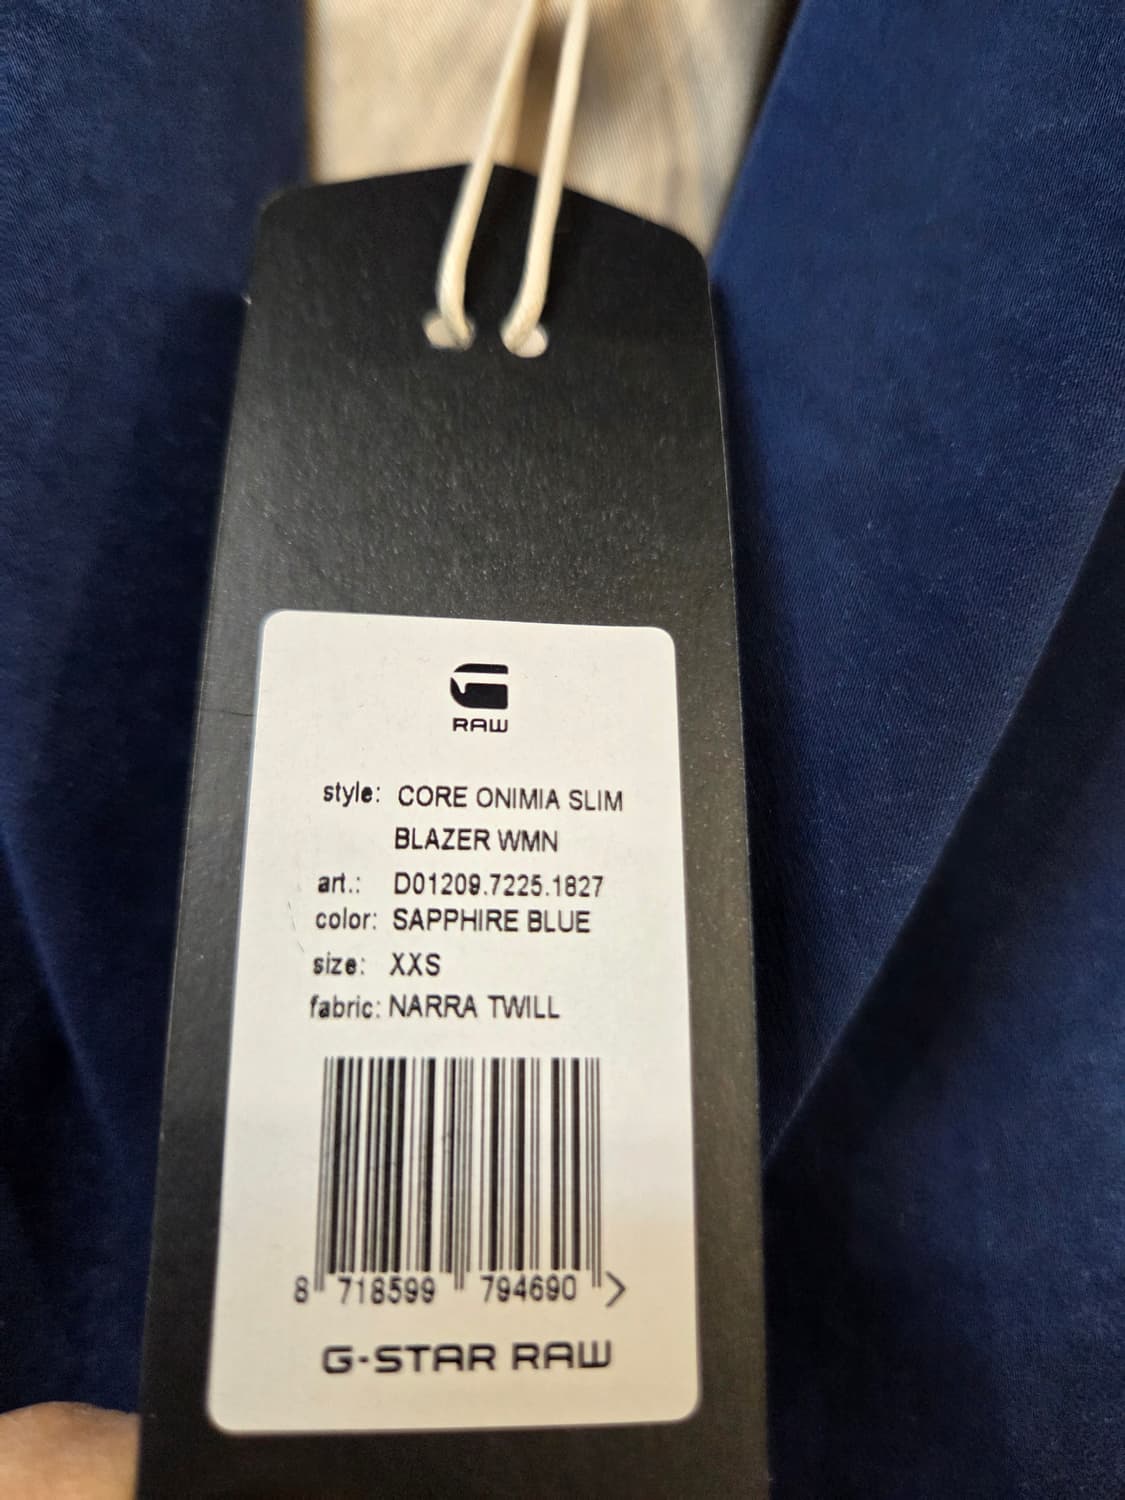 RAW
style: CORE ONIMIA SLIM
BLAZER WMN
art.: D01209.7225.1827
color: SAPPHIRE BLUE
size: XXS
fabric: NARRA TWILL
8 718599 794690 >
G-STAR RAW